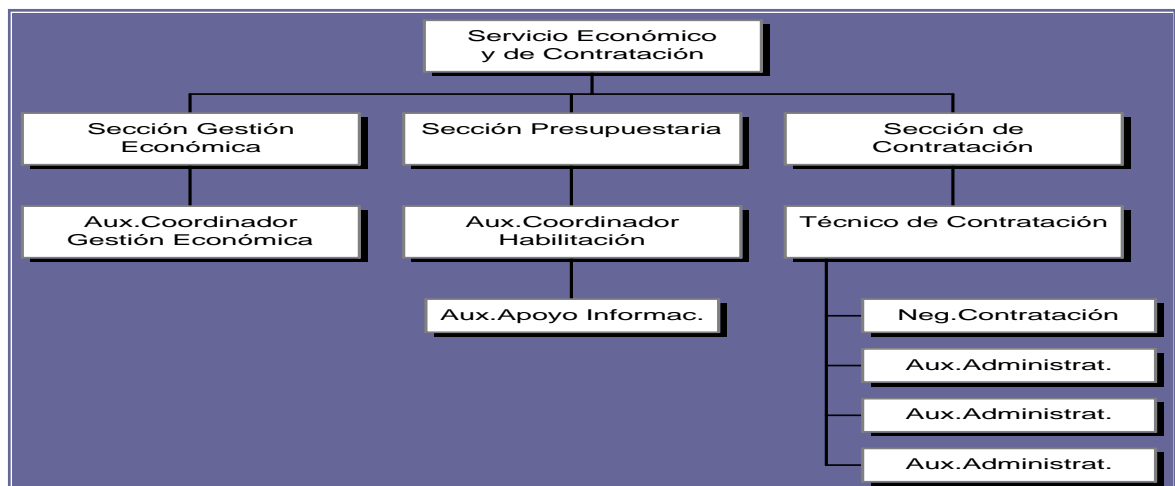 Servicio Económico
y de Contratación
Sección Gestión
Económica
Sección Presupuestaria
Sección de
Contratación
Aux.Coordinador
Gestión Económica
Aux.Coordinador
Habilitación
Técnico de Contratación
Aux.Apoyo Informac.
Neg.Contratación
Aux.Administrat.
Aux.Administrat.
Aux.Administrat.